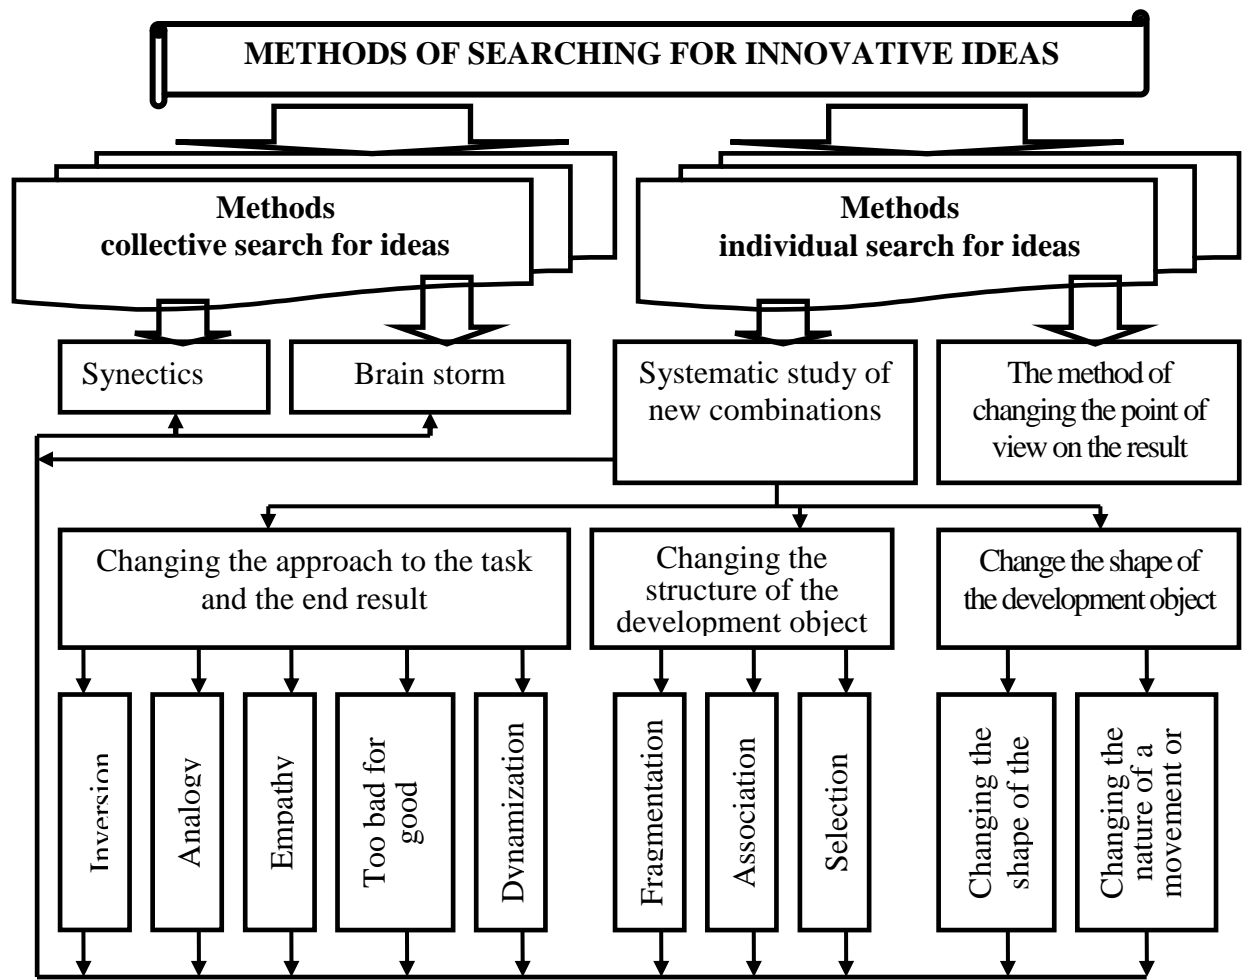 METHODS OF SEARCHING FOR INNOVATIVE IDEAS
Methods
collective search for ideas
Methods
individual search for ideas
Synectics
Brain storm
Systematic study of
new combinations
The method of
changing the point of
view on the result
Changing the approach to the task
and the end result
Changing the
structure of the
development object
Change the shape of
the development object
Inversion
Analogy
Empathy
Too bad for
good
Dynamization
Fragmentation
Association
Selection
Changing the
shape of the
Changing the
nature of a
movement or